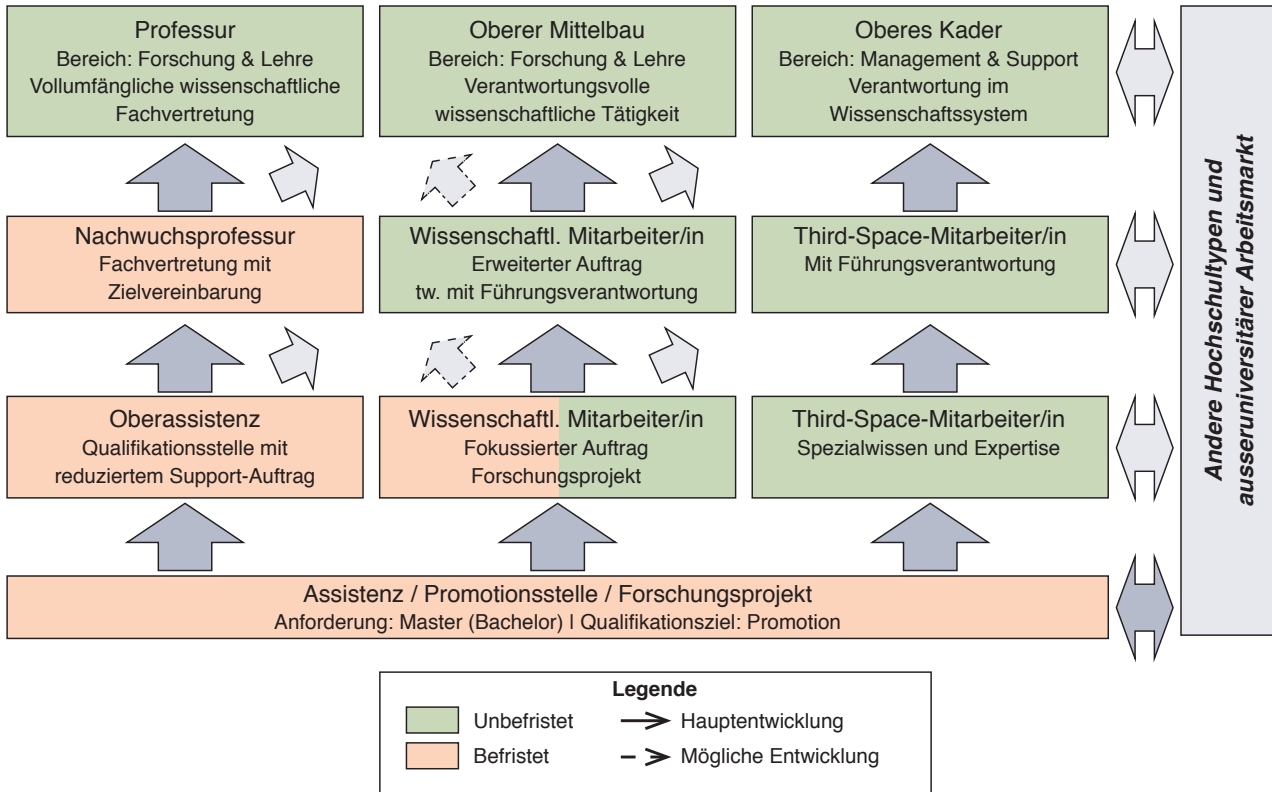 Professur
Bereich: Forschung & Lehre
Vollumfängliche wissenschaftliche
Fachvertretung
Oberer Mittelbau
Bereich: Forschung & Lehre
Verantwortungsvolle
wissenschaftliche Tätigkeit
Oberes Kader
Bereich: Management & Support
Verantwortung im
Wissenschaftssystem
Nachwuchsprofessur
Fachvertretung mit
Zielvereinbarung
Wissenschaftl. Mitarbeiter/in
Erweiterter Auftrag
tw. mit Führungsverantwortung
Third-Space-Mitarbeiter/in
Mit Führungsverantwortung
Oberassistenz
Qualifikationsstelle mit
reduziertem Support-Auftrag
Wissenschaftl. Mitarbeiter/in
Fokussierter Auftrag
Forschungsprojekt
Third-Space-Mitarbeiter/in
Spezialwissen und Expertise
Assistenz / Promotionsstelle / Forschungsprojekt
Anforderung: Master (Bachelor) I Qualifikationsziel: Promotion
Andere Hochschultypen und
ausseruniversitärer Arbeitsmarkt
Legende
Unbefristet
Hauptentwicklung
Befristet
Mögliche Entwicklung